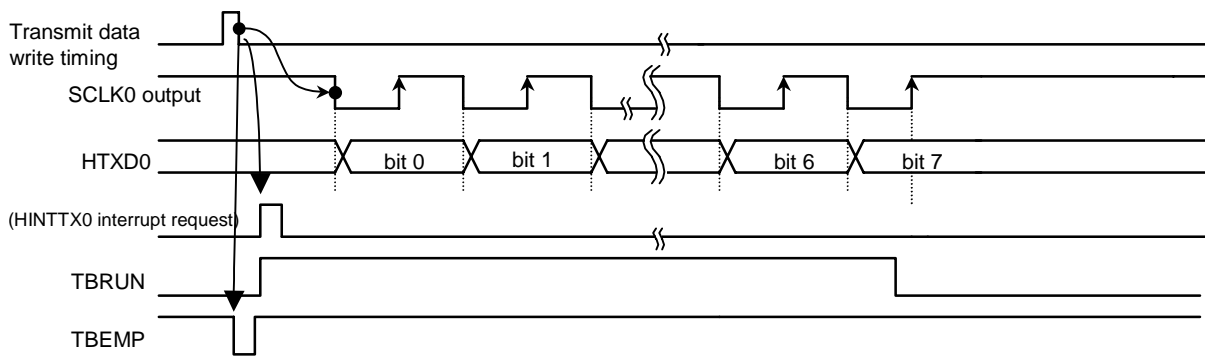 Transmit data
write timing
SCLK0 output
HTXD0
bit 0
bit 1
bit 6
bit 7
(HINTTX0 interrupt request)
TBRUN
TBEMP